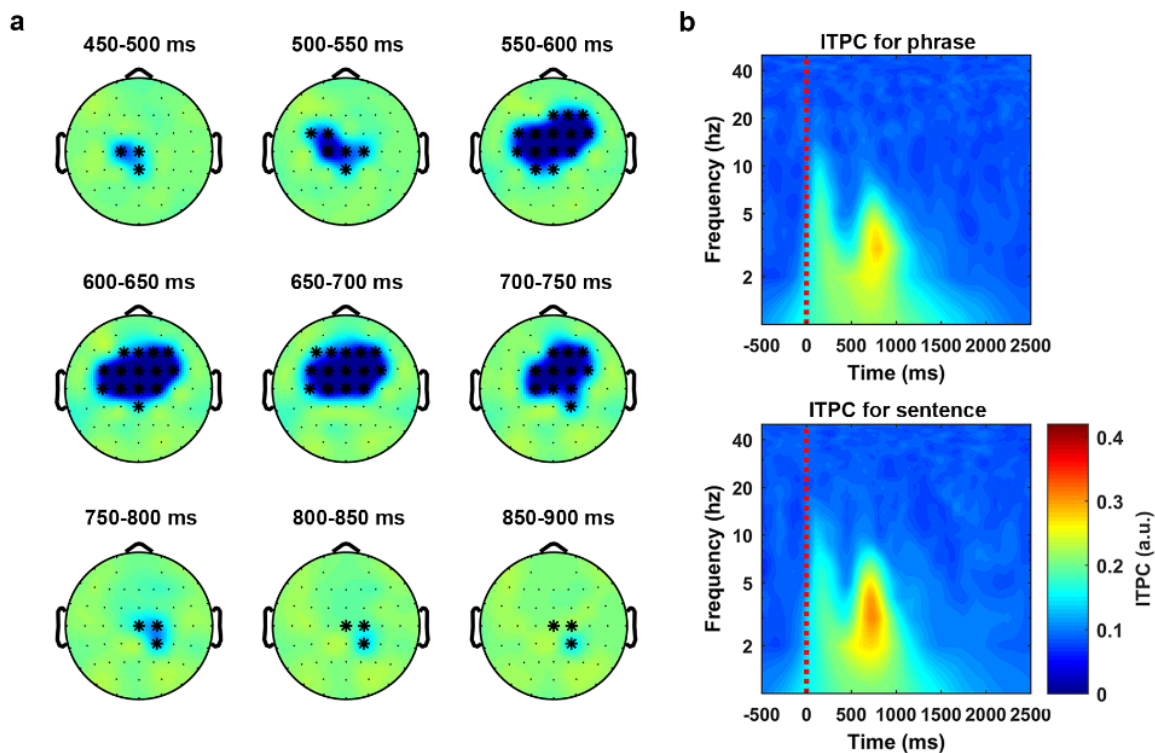 a
450-500 ms 500-550 ms 550-600 ms
600-650 ms 650-700 ms 700-750 ms
750-800 ms 800-850 ms 850-900 ms
b
ITPC for phrase
Frequency (hz)
40
20
10
5
2
-500 0 500 1000 1500 2000 2500
Time (ms)
ITPC for sentence
Frequency (hz)
40
20
10
5
2
-500 0 500 1000 1500 2000 2500
Time (ms)
0.4
0.3
0.2
0.1
0
ITPC (a.u.)